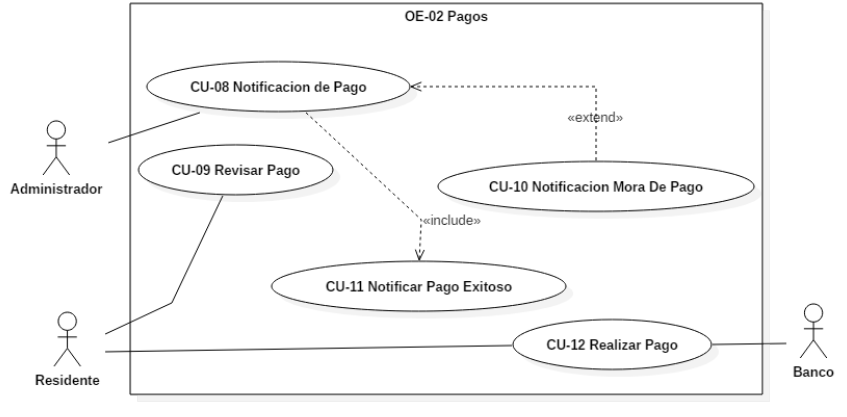 OE-02 Pagos
CU-08 Notificacion de Pago
«extend»
Administrador
CU-09 Revisar Pago
CU-10 Notificacion Mora De Pago
«include»
CU-11 Notificar Pago Exitoso
CU-12 Realizar Pago
Residente
Banco